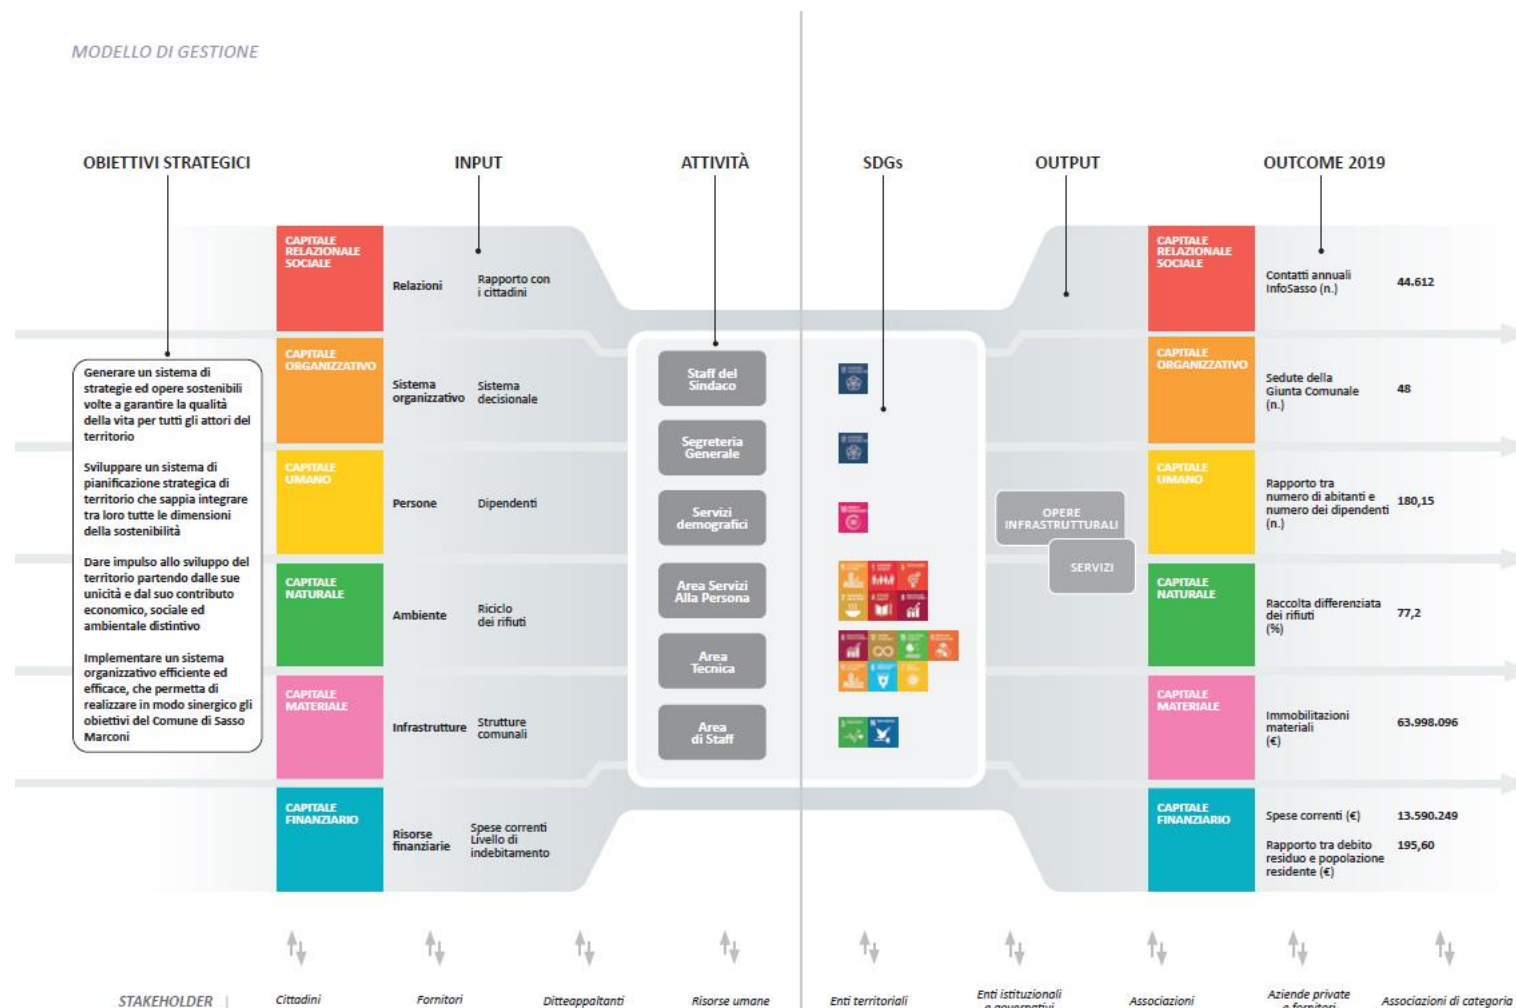 MODELLO DI GESTIONE
OBIETTIVI STRATEGICI
INPUT
ATTIVITÀ
SDGs
OUTPUT
OUTCOME 2019
Generare un sistema di
strategie ed opere sostenibili
volte a garantire la qualità
della vita per tutti gli attori del
territorio
Sviluppare un sistema di
pianificazione strategica di
territorio che sappia integrare
tra loro tutte le dimensioni
della sostenibilità
Dare impulso allo sviluppo del
territorio partendo dalle sue
unicità e dal suo contributo
economico, sociale ed
ambientale distintivo
Implementare un sistema
organizzativo efficiente ed
efficace, che permetta di
realizzare in modo sinergico gli
obiettivi del Comune di Sasso
Marconi
CAPITALE
RELAZIONALE
SOCIALE
Relazioni
Rapporto con
i cittadini
CAPITALE
ORGANIZZATIVO
Sistema
organizzativo
Sistema
decisionale
CAPITALE
UMANO
Persone
Dipendenti
CAPITALE
NATURALE
Ambiente
Riciclo
dei rifiuti
CAPITALE
MATERIALE
Infrastrutture
Strutture
comunali
CAPITALE
FINANZIARIO
Risorse
finanziarie
Spese correnti
Livello di
indebitamento
Staff del
Sindaco
Segreteria
Generale
Servizi
demografici
Area Servizi
Alla Persona
Area
Tecnica
Area
di Staff
OPERE
INFRASTRUTTURALI
SERVIZI
CAPITALE
RELAZIONALE
SOCIALE
Contatti annuali
InfoSasso (n.)
44.612
CAPITALE
ORGANIZZATIVO
Sedute della
Giunta Comunale
(n.)
48
CAPITALE
UMANO
Rapporto tra
numero di abitanti e
numero dei dipendenti
(n.)
180,15
CAPITALE
NATURALE
Raccolta differenziata
dei rifiuti
(%)
77,2
CAPITALE
MATERIALE
Immobilitazioni
materiali
(€)
63.998.096
CAPITALE
FINANZIARIO
Spese correnti (€)
13.590.249
Rapporto tra debito
residuo e popolazione
residente (€)
195,60
STAKEHOLDER
Cittadini
Fornitori
Ditteappaltanti
Risorse umane
Enti territoriali
Enti istituzionali
e governativi
Associazioni
Aziende private
e fornitori
Associazioni di categoria